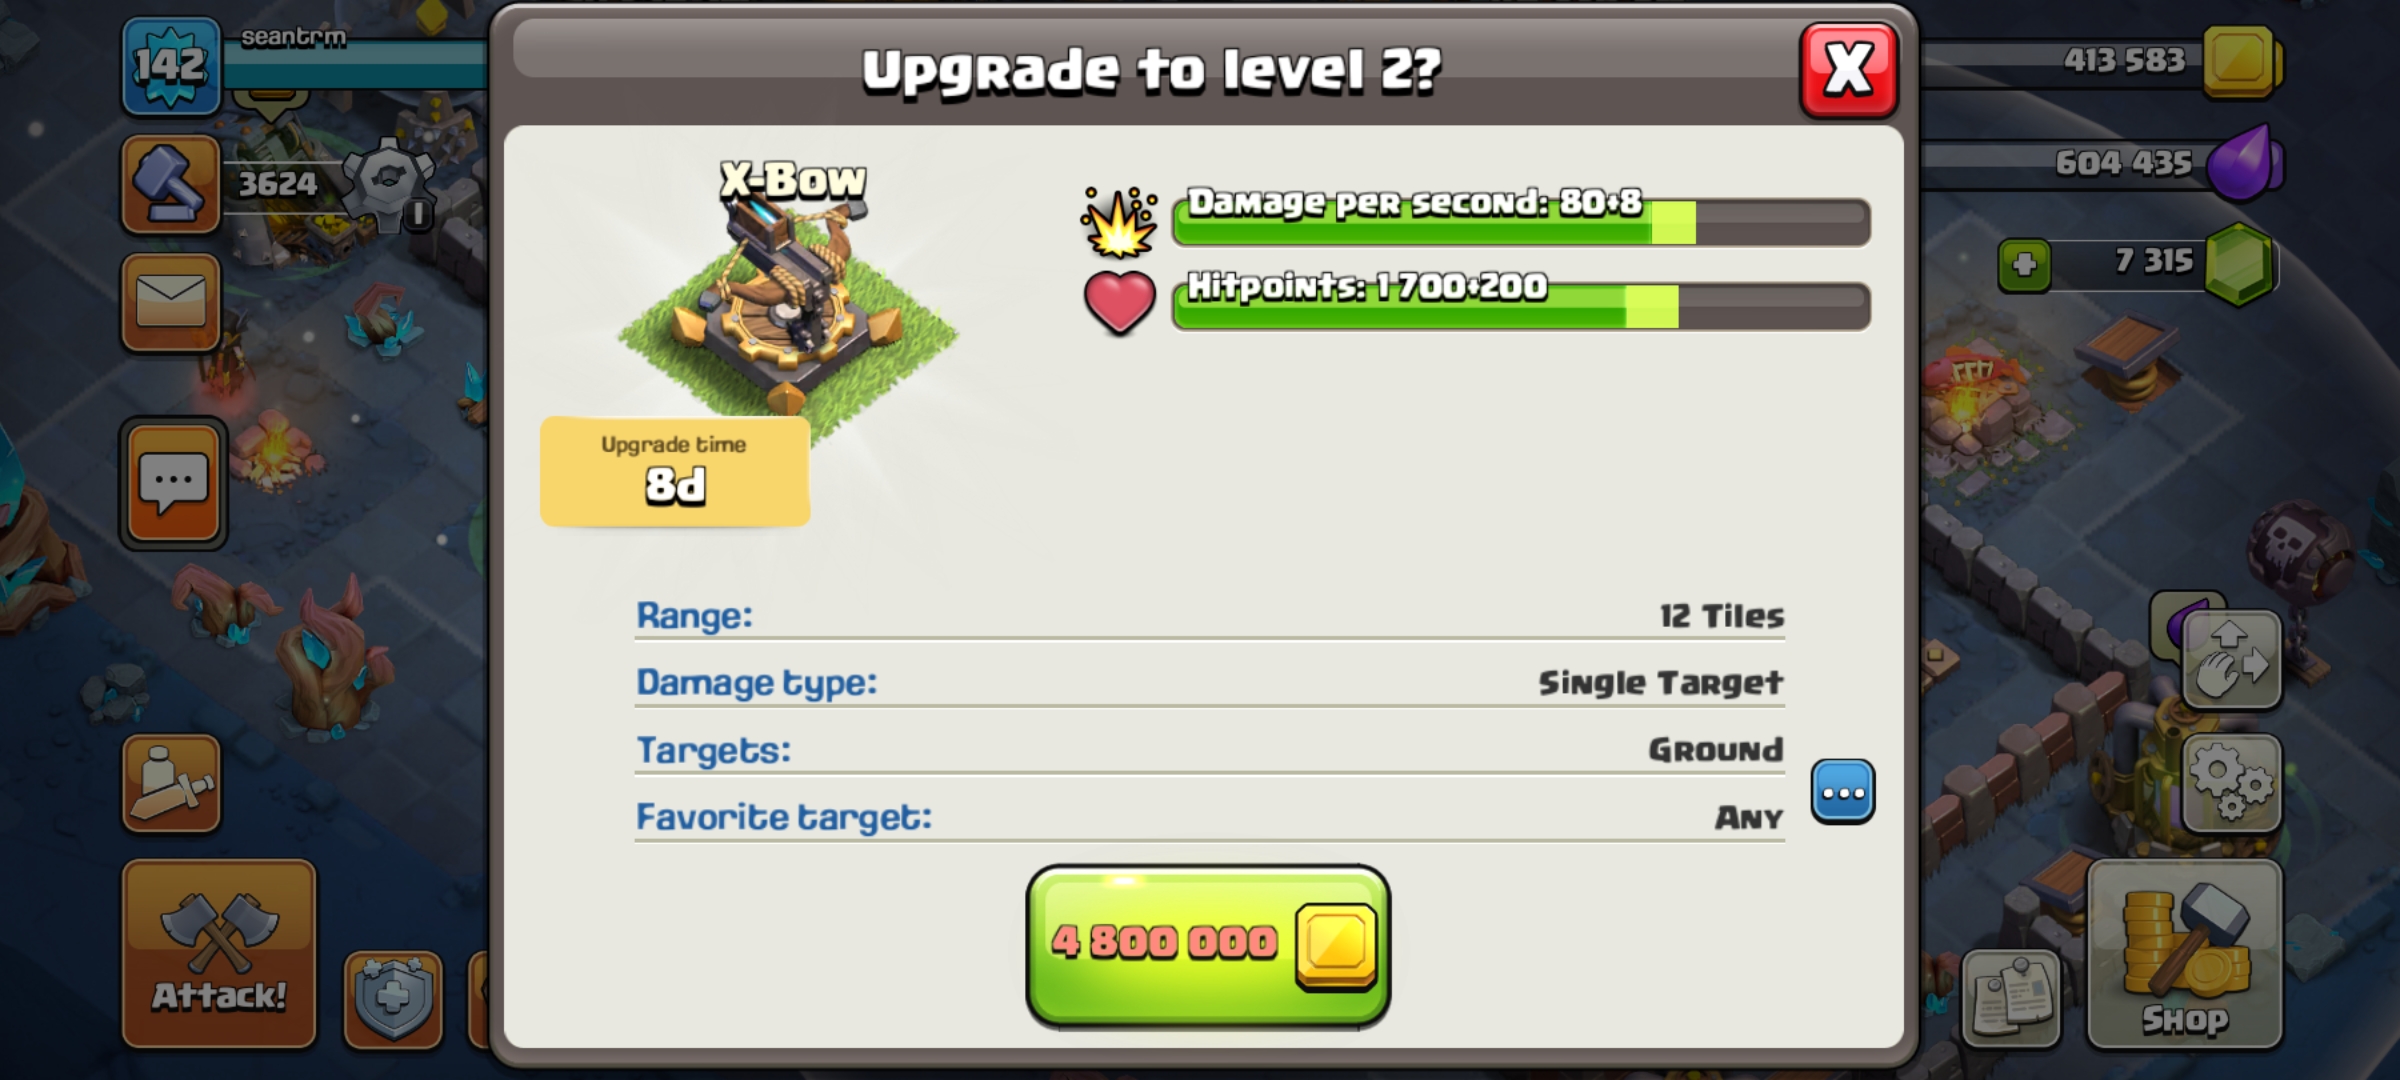 142
seantrm
Upgrade to level 2?
X
413 583
3624
1
X-Bow
Damage per second: 80+8
604 435
Hitpoints: 1 700+200
7 315
Upgrade time
8d
Range: 12 Tiles
Damage type: Single Target
Targets: Ground
Favorite target: Any
4 800 000
Attack!
Shop